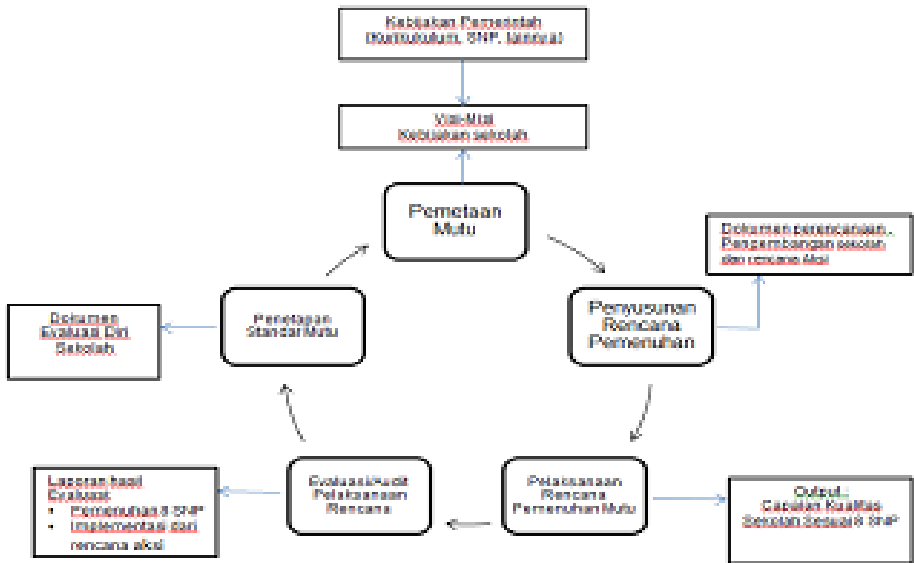 Kebijakan Pemerintah
(Kurrukulum, SNP, lainnya)
Visi-Misi
Kebijakan sekolah
Pemetaan
Mutu
Dokumen perencanaan,
Pengembangan sekolah
dan rencana Aksi
Penyusunan
Rencana
Pemenuhan
Penetapan
Standar Mutu
Dokumen
Evaluasi Diri
Sekolah
Evaluasi/Audit
Pelaksanaan
Rencana
Pelaksanaan
Rencana
Pemenuhan Mutu
Laporan hasil
Evaluasi
• Pemenuhan 8 SNP
• Implementasi dari
rencana aksi
Output :
Capaian Kualitas
Sekolah Sesuai 8 SNP